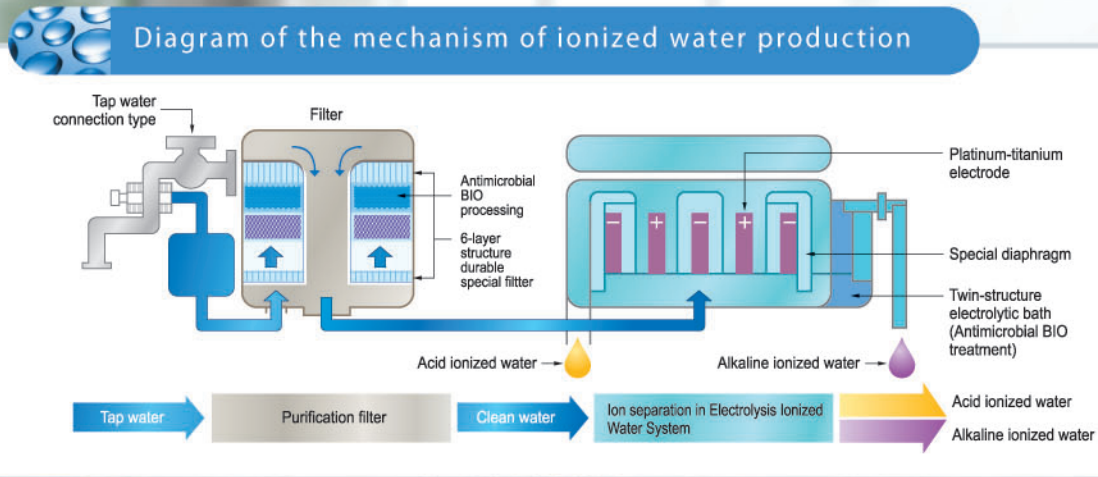 Diagram of the mechanism of ionized water production
Tap water
connection type
Filter
Antimicrobial
BIO
processing
6-layer
structure
durable
special filtter
Platinum-titanium
electrode
Special diaphragm
Twin-structure
electrolytic bath
(Antimicrobial BIO
treatment)
− + − + −
Acid ionized water
Alkaline ionized water
Tap water
Purification filter
Clean water
Ion separation in Electrolysis Ionized
Water System
Acid ionized water
Alkaline ionized water